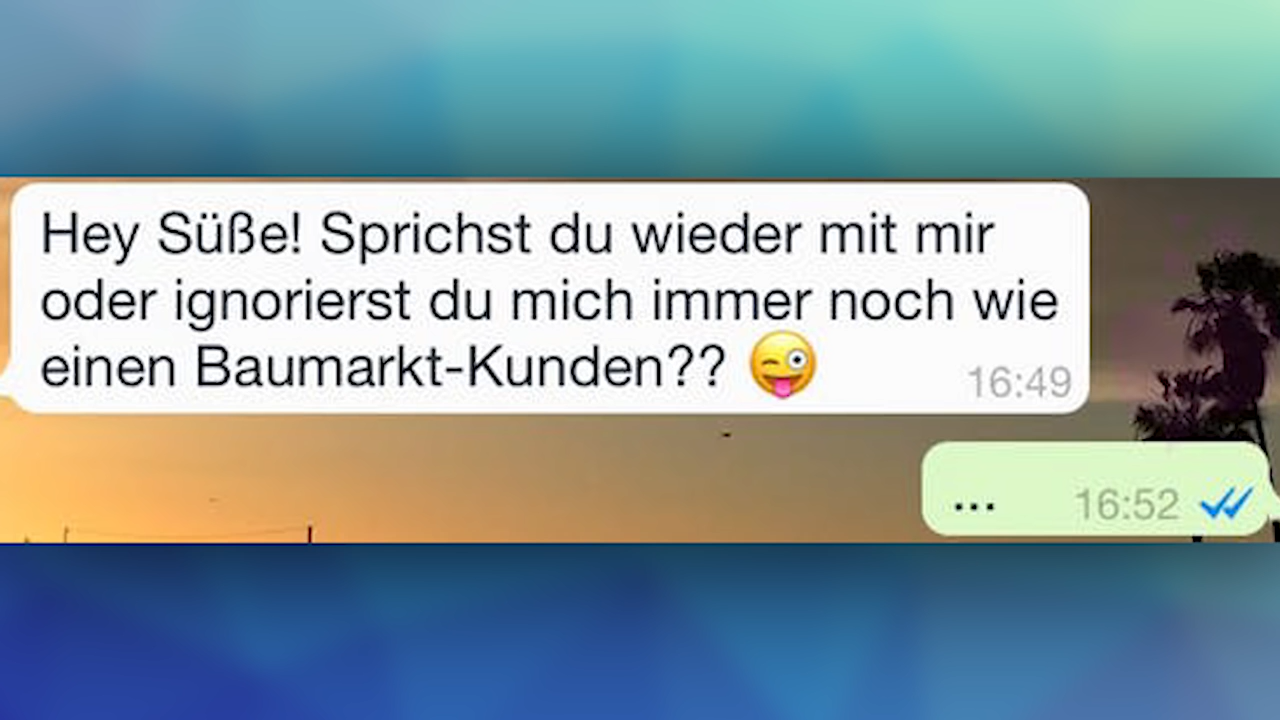 Hey Süße! Sprichst du wieder mit mir
oder ignorierst du mich immer noch wie
einen Baumarkt-Kunden?? 😜
16:49
... 16:52